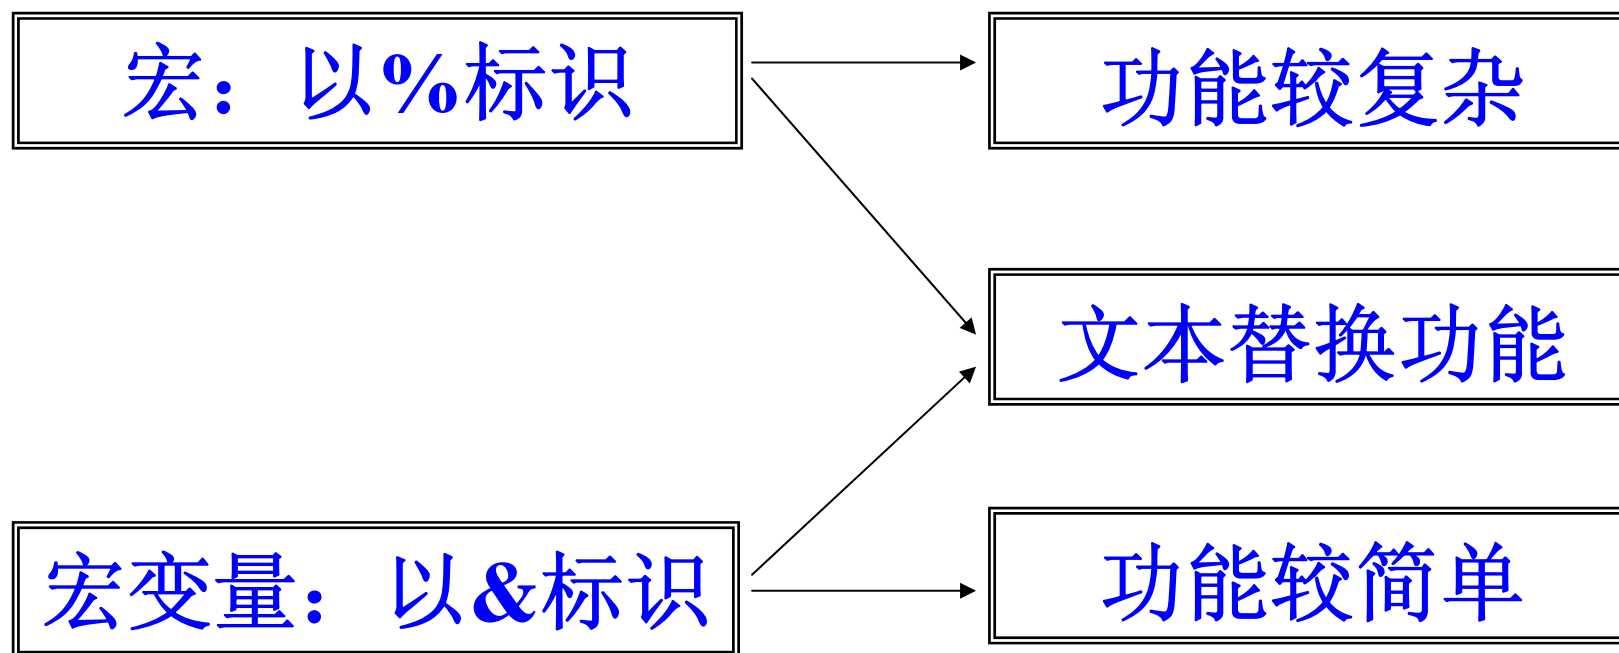 宏：以%标识
功能较复杂
文本替换功能
宏变量：以&标识
功能较简单